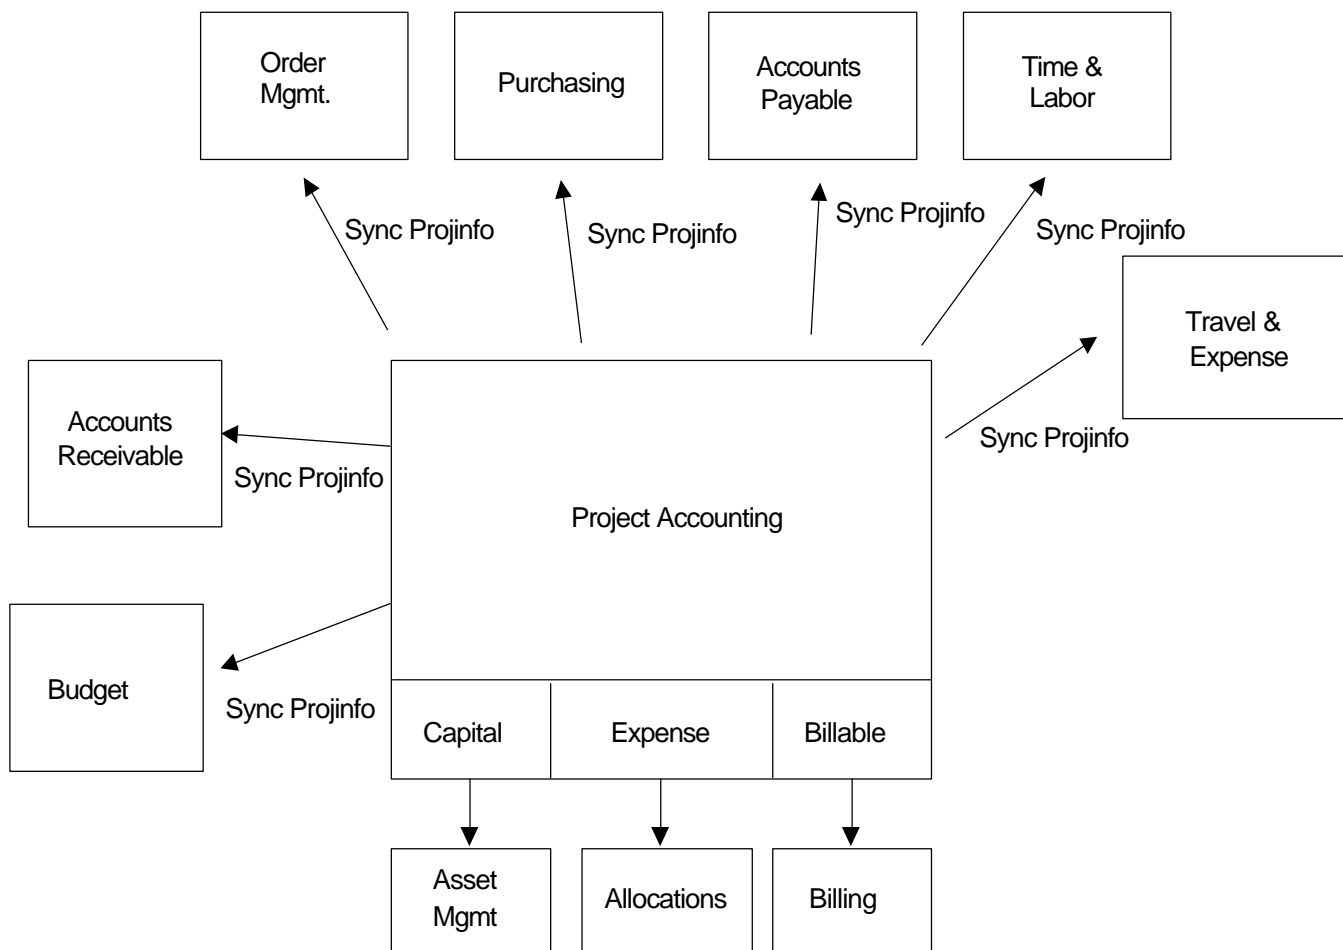 Order
Mgmt.
Purchasing
Accounts
Payable
Time &
Labor
Sync Projinfo
Sync Projinfo
Sync Projinfo
Sync Projinfo
Travel &
Expense
Accounts
Receivable
Sync Projinfo
Sync Projinfo
Project Accounting
Budget
Sync Projinfo
Capital
Expense
Billable
Asset
Mgmt
Allocations
Billing